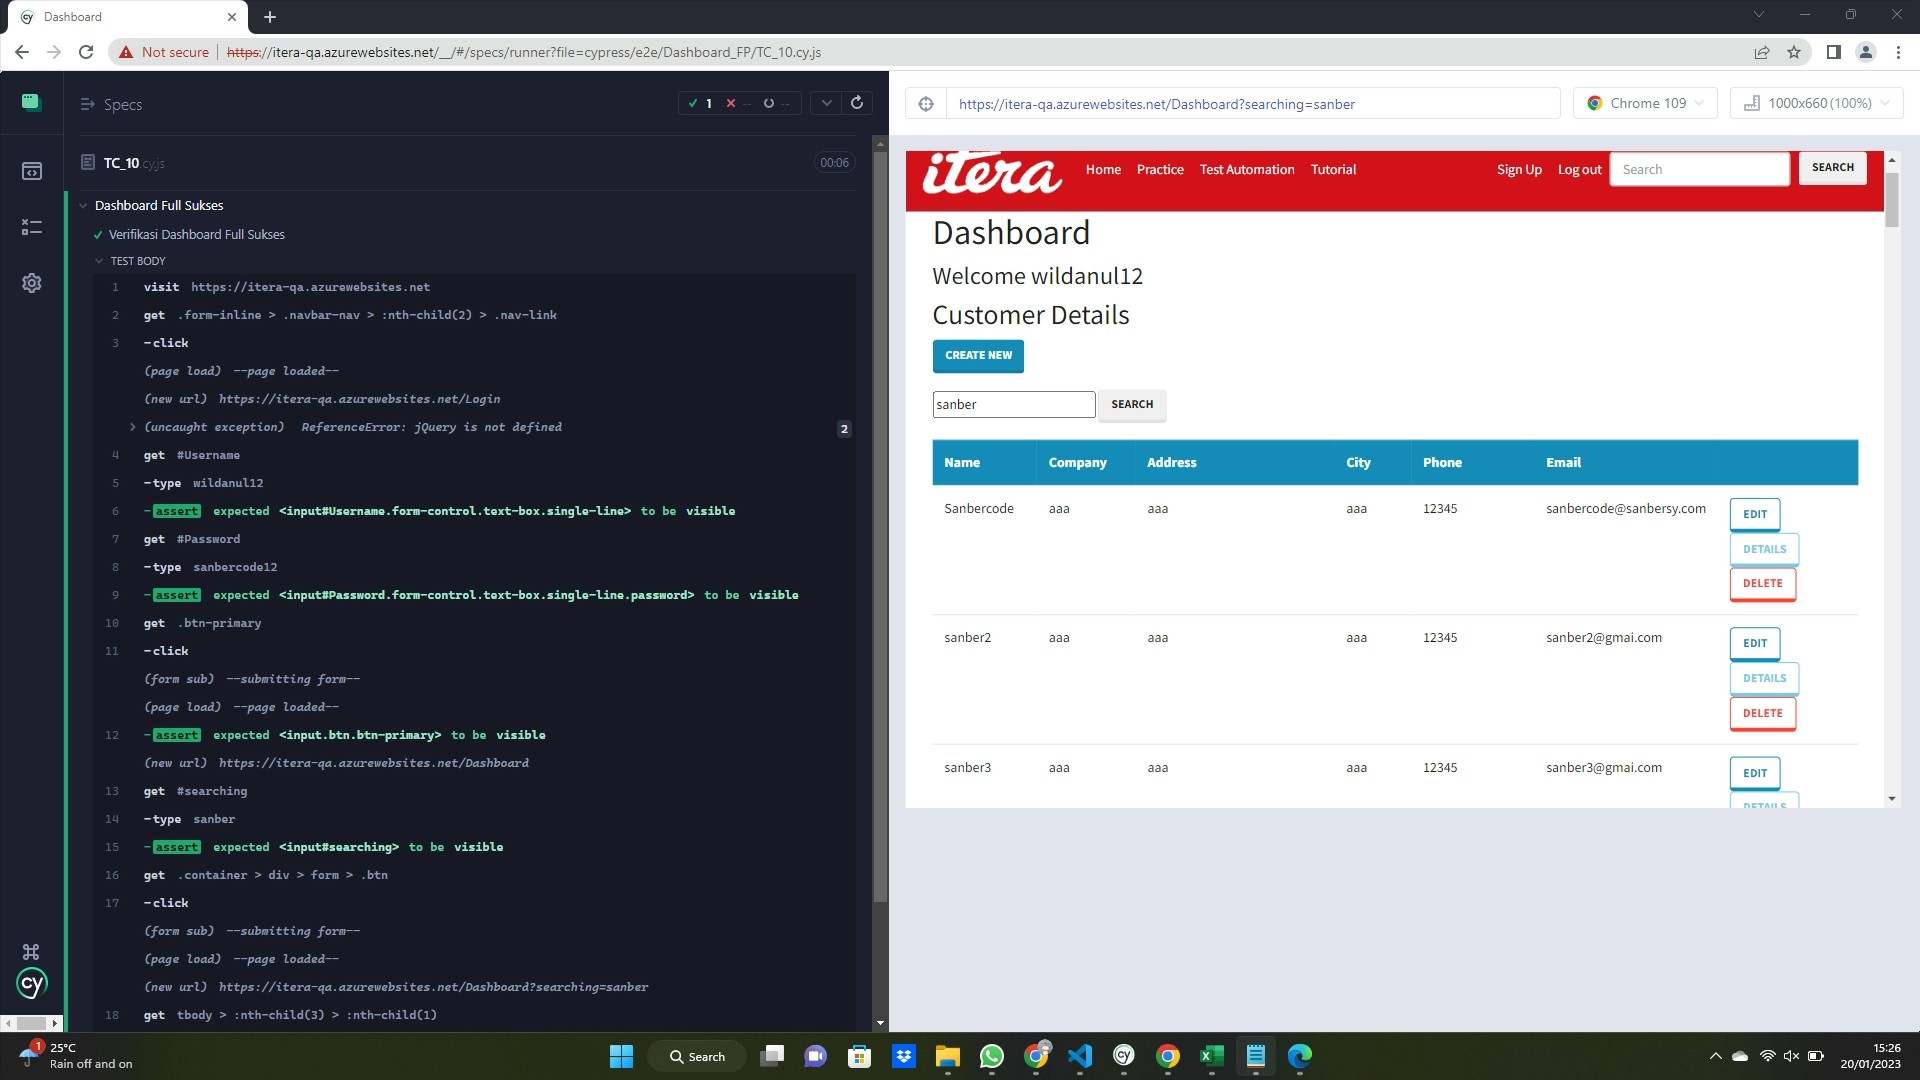 Dashboard
Not secure https://itera-qa.azurewebsites.net/__/#/specs/runner?file=cypress/e2e/Dashboard_FP/TC_10.cy.js
Specs
1 -- --
TC_10.cy.js 00:06
Dashboard Full Sukses
Verifikasi Dashboard Full Sukses
TEST BODY
1 visit https://itera-qa.azurewebsites.net
2 get .form-inline > .navbar-nav > :nth-child(2) > .nav-link
3 -click
(page load) --page loaded--
(new url) https://itera-qa.azurewebsites.net/Login
(uncaught exception) ReferenceError: jQuery is not defined 2
4 get #Username
5 -type wildanul12
6 -assert expected <input#Username.form-control.text-box.single-line> to be visible
7 get #Password
8 -type sanbercode12
9 -assert expected <input#Password.form-control.text-box.single-line.password> to be visible
10 get .btn-primary
11 -click
(form sub) --submitting form--
(page load) --page loaded--
12 -assert expected <input.btn.btn-primary> to be visible
(new url) https://itera-qa.azurewebsites.net/Dashboard
13 get #searching
14 -type sanber
15 -assert expected <input#searching> to be visible
16 get .container > div > form > .btn
17 -click
(form sub) --submitting form--
(page load) --page loaded--
(new url) https://itera-qa.azurewebsites.net/Dashboard?searching=sanber
18 get tbody > :nth-child(3) > :nth-child(1)
cy
https://itera-qa.azurewebsites.net/Dashboard?searching=sanber Chrome 109 1000x660 (100%)
itera Home Practice Test Automation Tutorial Sign Up Log out Search SEARCH
Dashboard
Welcome wildanul12
Customer Details
CREATE NEW
sanber SEARCH
Name Company Address City Phone Email
Sanbercode aaa aaa aaa 12345 sanbercode@sanbersy.com EDIT
DETAILS
DELETE
sanber2 aaa aaa aaa 12345 sanber2@gmai.com EDIT
DETAILS
DELETE
sanber3 aaa aaa aaa 12345 sanber3@gmai.com EDIT
DETAILS
1 25°C
Rain off and on
Search
15:26
20/01/2023